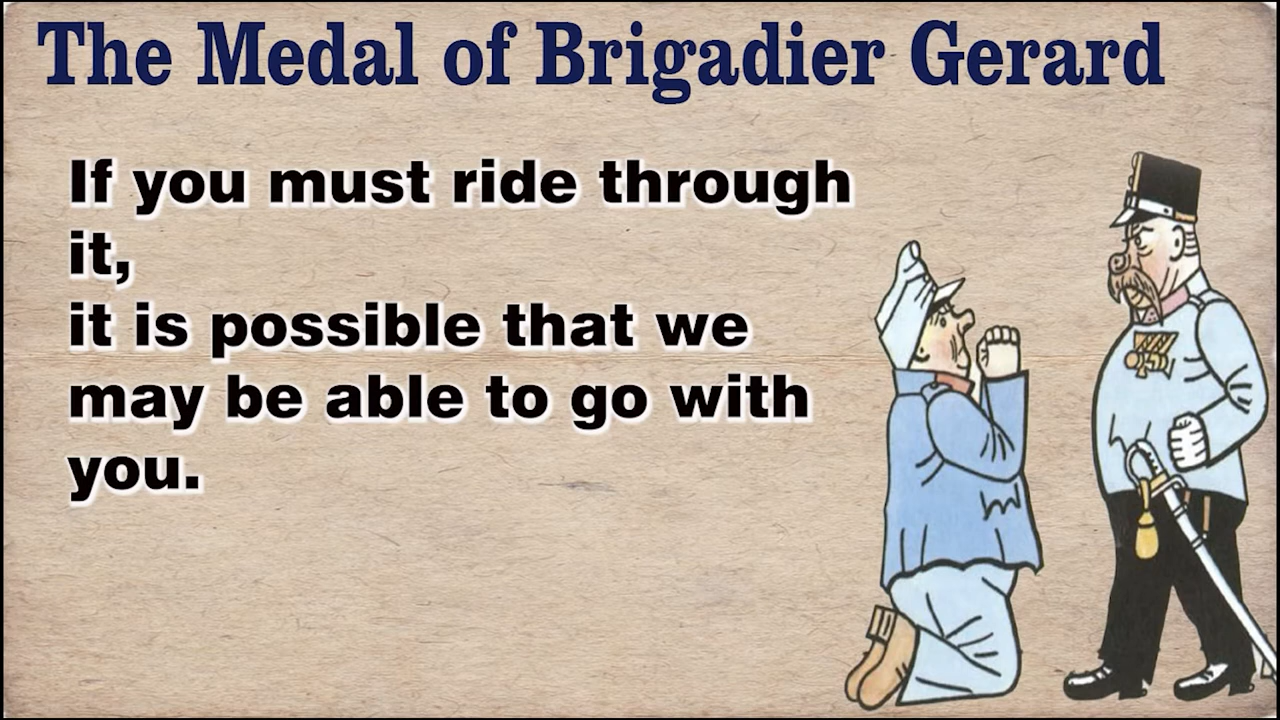 The Medal of Brigadier Gerard
If you must ride through
it,
it is possible that we
may be able to go with
you.